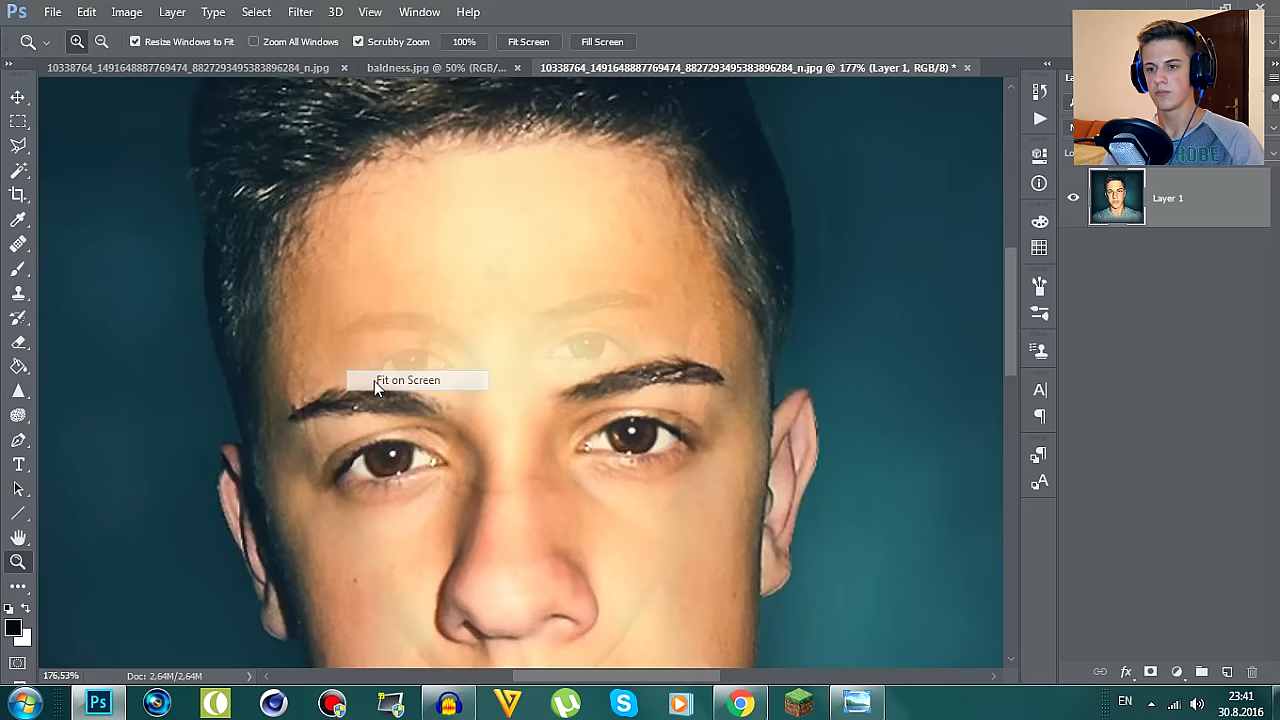 Ps File Edit Image Layer Type Select Filter 3D View Window Help
Resize Windows to Fit Zoom All Windows Scrubby Zoom 100% Fit Screen Fill Screen
10338764_1491648887769474_8827293495383896284_n.jpg baldness.jpg @ 50% (RGB/... 10338764_1491648887769474_8827293495383896284_n.jpg @ 177% (Layer 1, RGB/8) *
ROBE
Layer 1
Fit on Screen
176,53% Doc: 2,64M/2,64M
Ps EN 23:41
30.8.2016